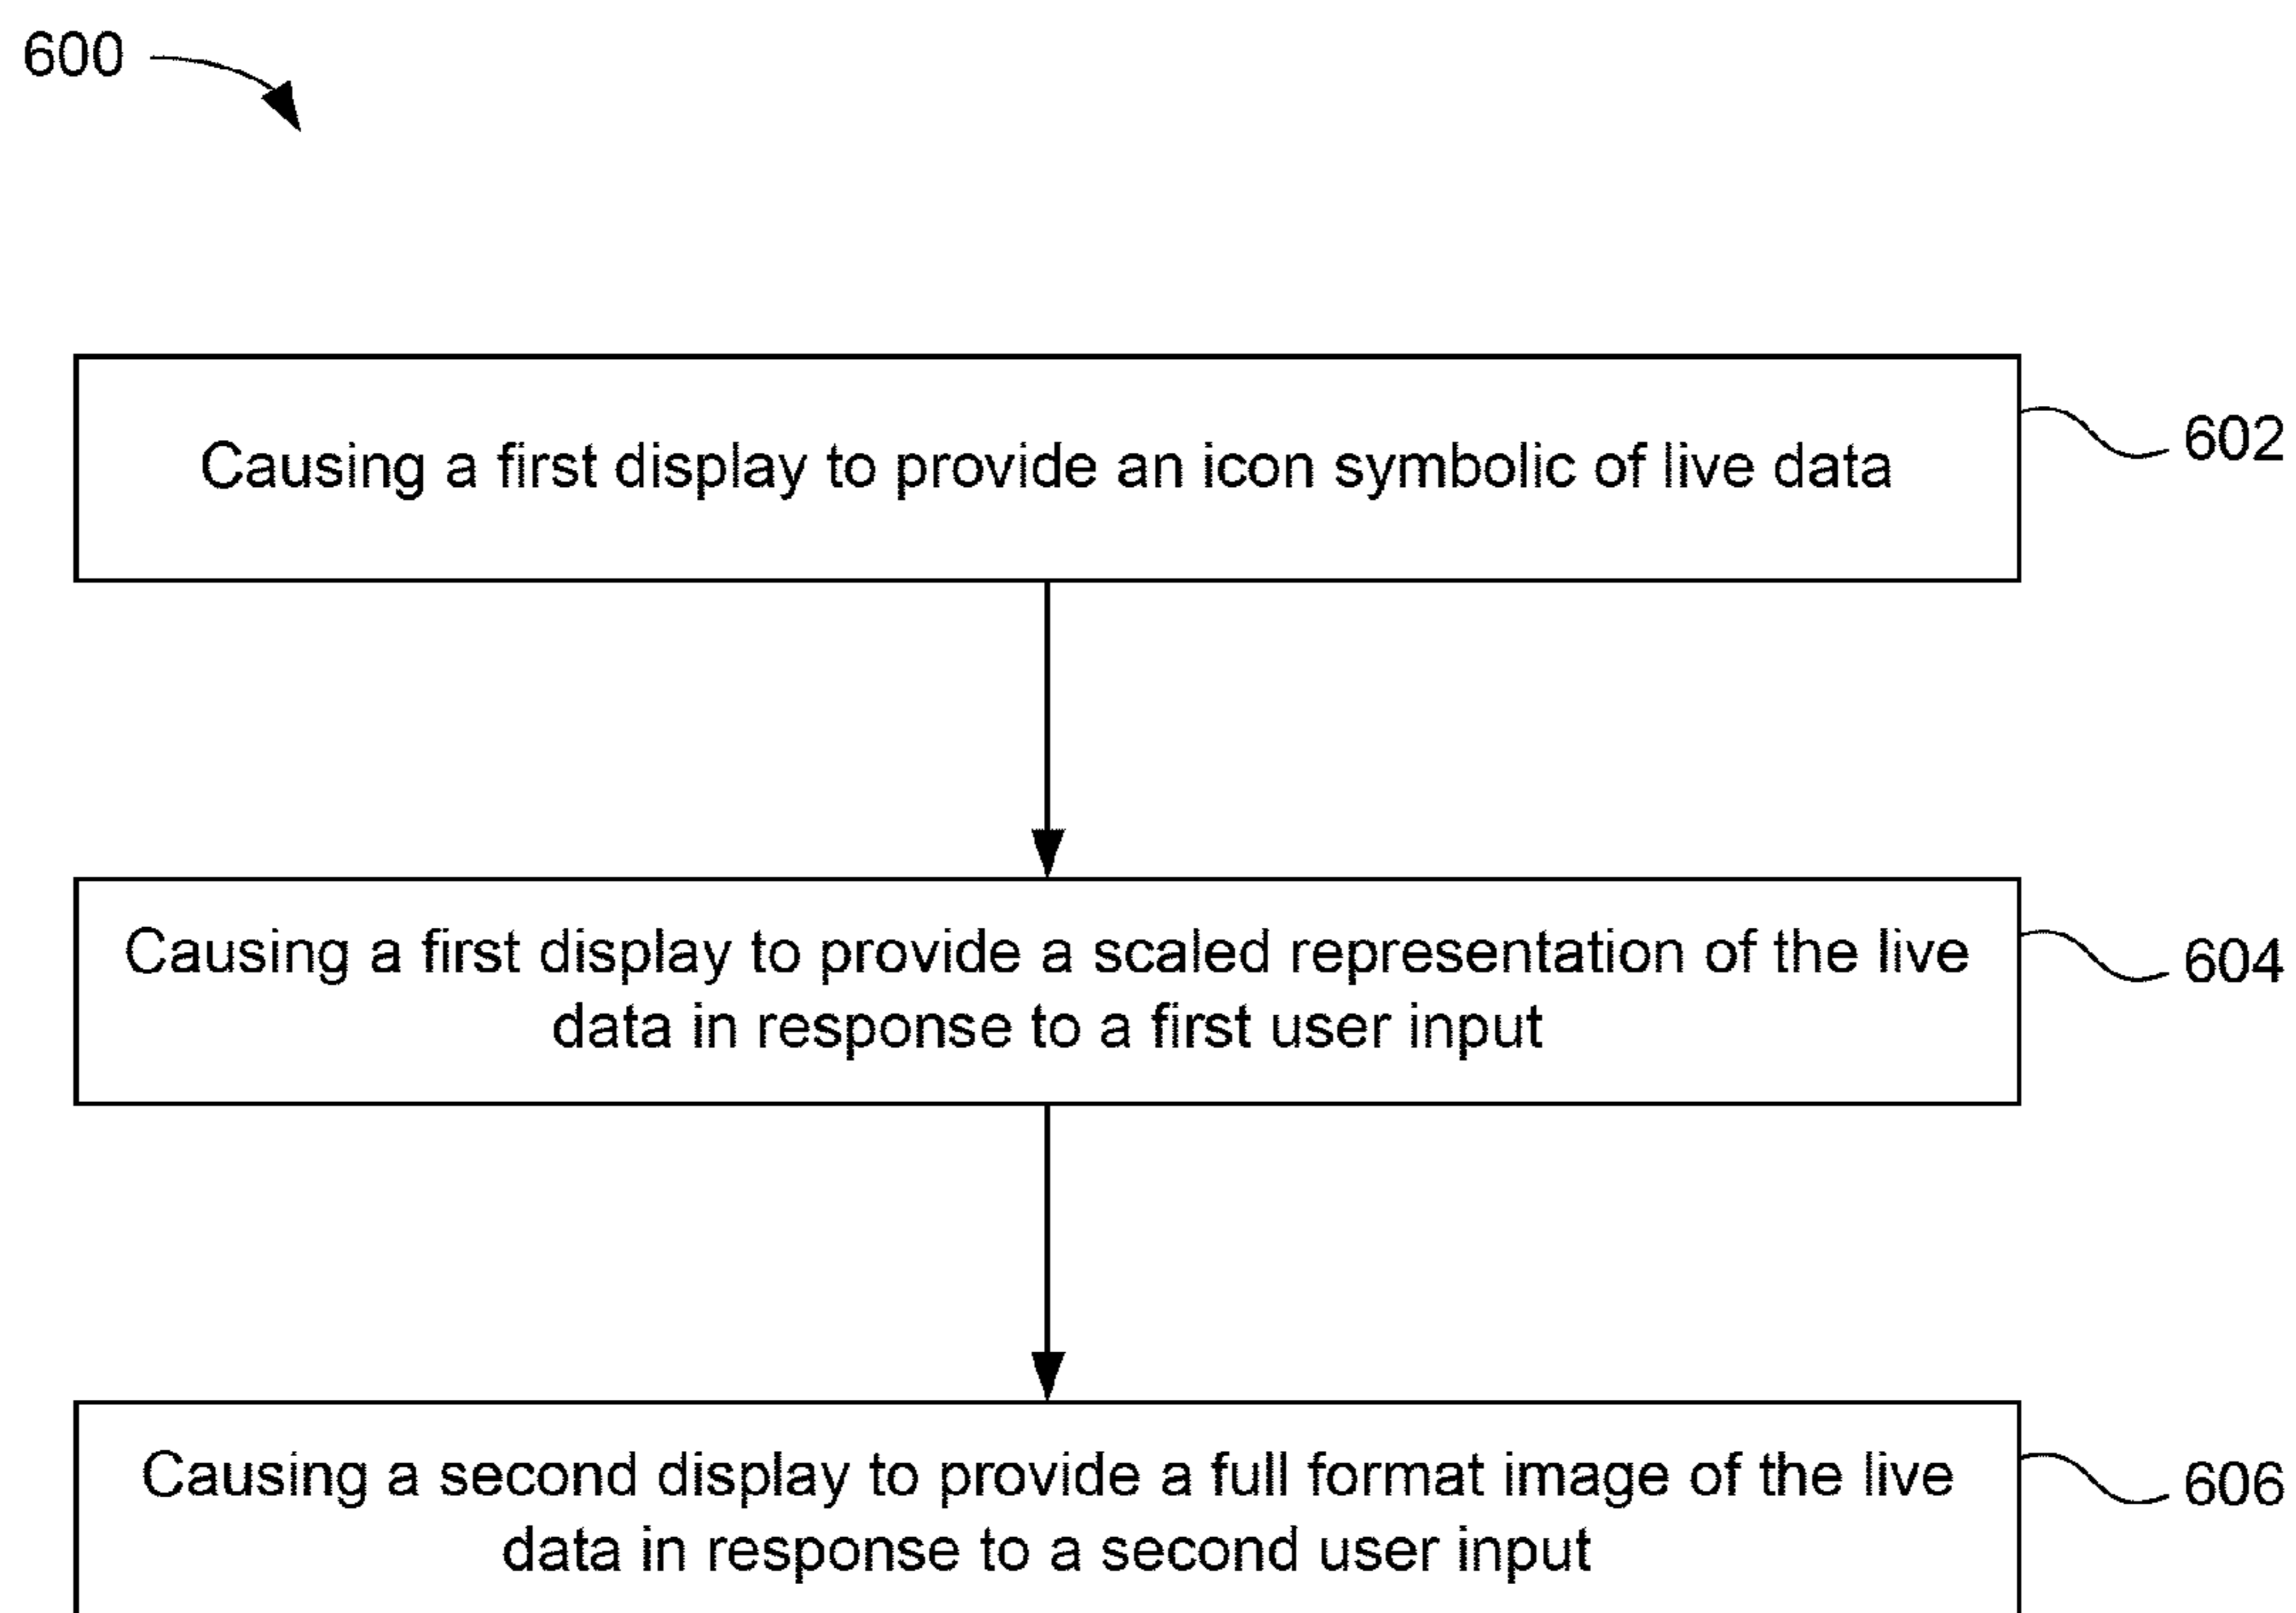 600
Causing a first display to provide an icon symbolic of live data
602
Causing a first display to provide a scaled representation of the live
data in response to a first user input
604
Causing a second display to provide a full format image of the live
data in response to a second user input
606